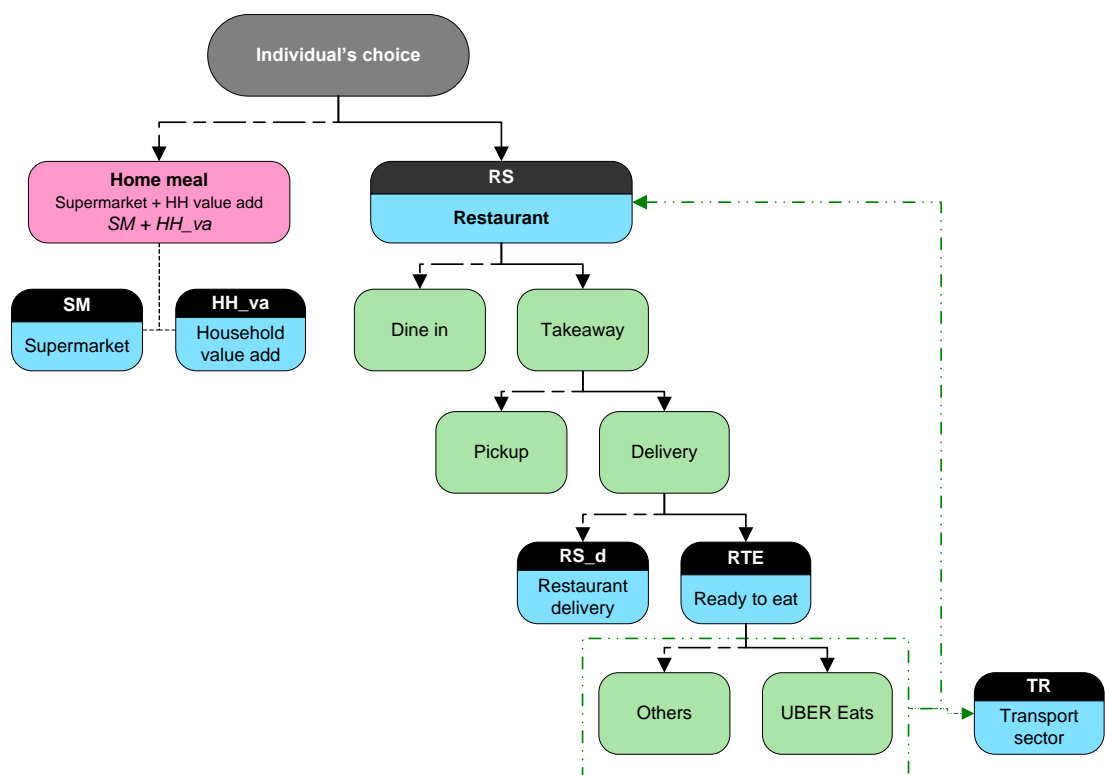 Individual's choice
Home meal
Supermarket + HH value add
SM + HH_va
RS
Restaurant
SM
Supermarket
HH_va
Household
value add
Dine in
Takeaway
Pickup
Delivery
RS_d
Restaurant
delivery
RTE
Ready to eat
Others
UBER Eats
TR
Transport
sector